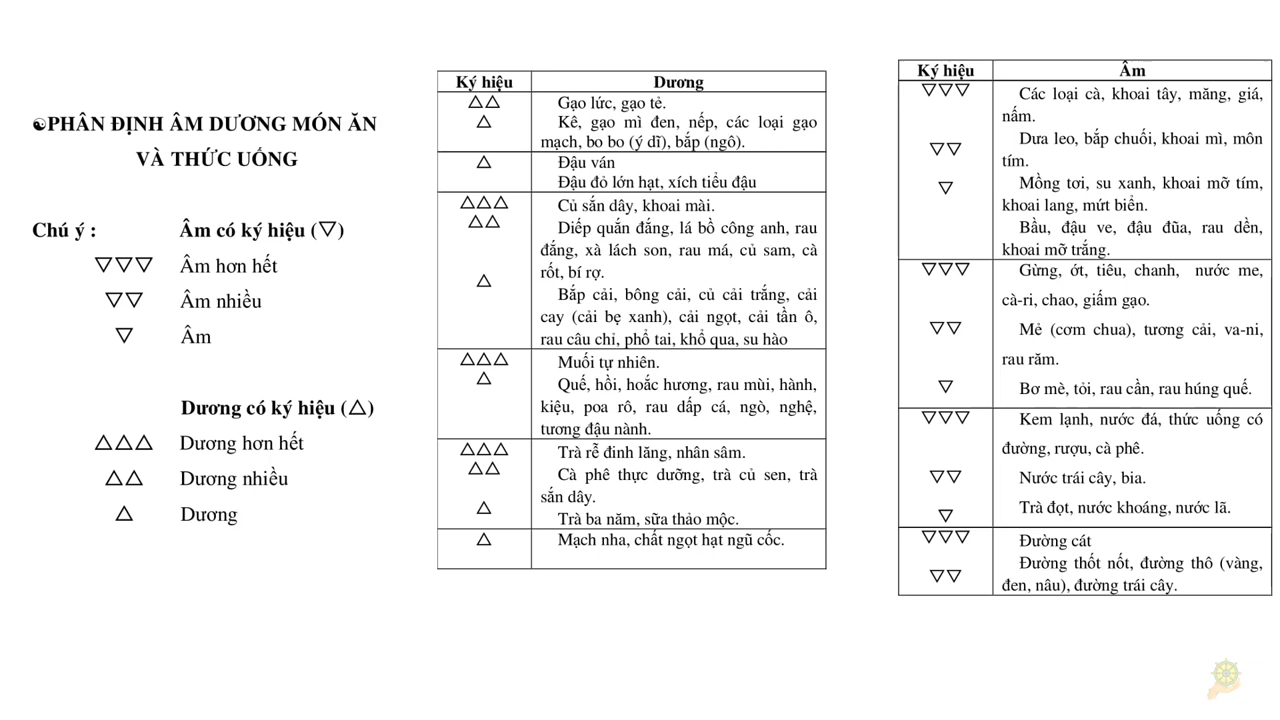 ☯PHÂN ĐỊNH ÂM DƯƠNG MÓN ĂN
VÀ THỨC UỐNG
Chú ý : Âm có ký hiệu (▽)
▽▽▽ Âm hơn hết
▽▽ Âm nhiều
▽ Âm
Dương có ký hiệu (△)
△△△ Dương hơn hết
△△ Dương nhiều
△ Dương
Ký hiệu Dương
△△ Gạo lức, gạo tẻ.
△ Kê, gạo mì đen, nếp, các loại gạo
mạch, bo bo (ý dĩ), bắp (ngô).
△ Đậu ván
Đậu đỏ lớn hạt, xích tiểu đậu
△△△ Củ sắn dây, khoai mài.
△△ Diếp quắn đắng, lá bồ công anh, rau
đắng, xà lách son, rau má, củ sam, cà
rốt, bí rợ.
△ Bắp cải, bông cải, củ cải trắng, cải
cay (cải bẹ xanh), cải ngọt, cải tần ô,
rau câu chỉ, phổ tai, khổ qua, su hào
△△△ Muối tự nhiên.
△ Quế, hồi, hoắc hương, rau mùi, hành,
kiệu, poa rô, rau dấp cá, ngò, nghệ,
tương đậu nành.
△△△ Trà rễ đinh lăng, nhân sâm.
△△ Cà phê thực dưỡng, trà củ sen, trà
sắn dây.
△ Trà ba năm, sữa thảo mộc.
△ Mạch nha, chất ngọt hạt ngũ cốc.
Ký hiệu Âm
▽▽▽ Các loại cà, khoai tây, măng, giá,
nấm.
▽▽ Dưa leo, bắp chuối, khoai mì, môn
tím.
▽ Mồng tơi, su xanh, khoai mỡ tím,
khoai lang, mứt biển.
Bầu, đậu ve, đậu đũa, rau dền,
khoai mỡ trắng.
▽▽▽ Gừng, ớt, tiêu, chanh, nước me,
cà-ri, chao, giấm gạo.
▽▽ Mẻ (cơm chua), tương cải, va-ni,
rau răm.
▽ Bơ mè, tỏi, rau cần, rau húng quế.
▽▽▽ Kem lạnh, nước đá, thức uống có
đường, rượu, cà phê.
▽▽ Nước trái cây, bia.
▽ Trà đọt, nước khoáng, nước lã.
▽▽▽ Đường cát
▽▽ Đường thốt nốt, đường thô (vàng,
đen, nâu), đường trái cây.